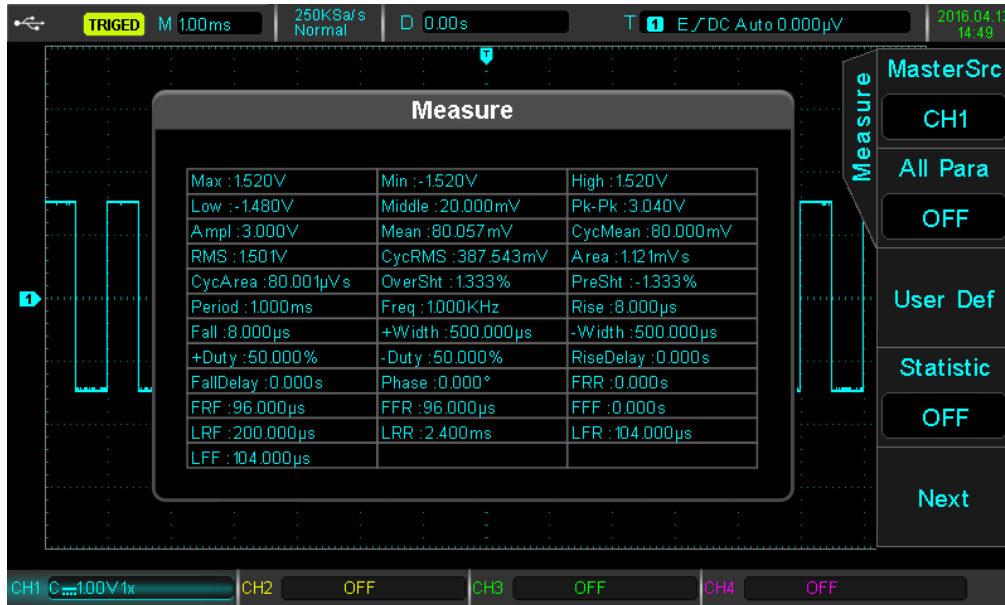 TRIGED M 1.00ms 250KSa/s Normal D 0.00s T 1 E DC Auto 0.000µV 2016.04.13 14:49
T
Measure
Max :1.520V Min :-1.520V High :1.520V
Low :-1.480V Middle :20.000mV Pk-Pk :3.040V
Ampl :3.000V Mean :80.057mV CycMean :80.000mV
RMS :1.501V CycRMS :387.543mV Area :1.121mVs
CycArea :80.001µVs OverSht :1.333% PreSht :-1.333%
Period :1.000ms Freq :1.000KHz Rise :8.000µs
Fall :8.000µs +Width :500.000µs -Width :500.000µs
+Duty :50.000% -Duty :50.000% RiseDelay :0.000s
FallDelay :0.000s Phase :0.000° FRR :0.000s
FRF :96.000µs FFR :96.000µs FFF :0.000s
LRF :200.000µs LRR :2.400ms LFR :104.000µs
LFF :104.000µs
1
Measure
MasterSrc
CH1
All Para
OFF
User Def
Statistic
OFF
Next
CH1 C 1.00V 1x CH2 OFF CH3 OFF CH4 OFF